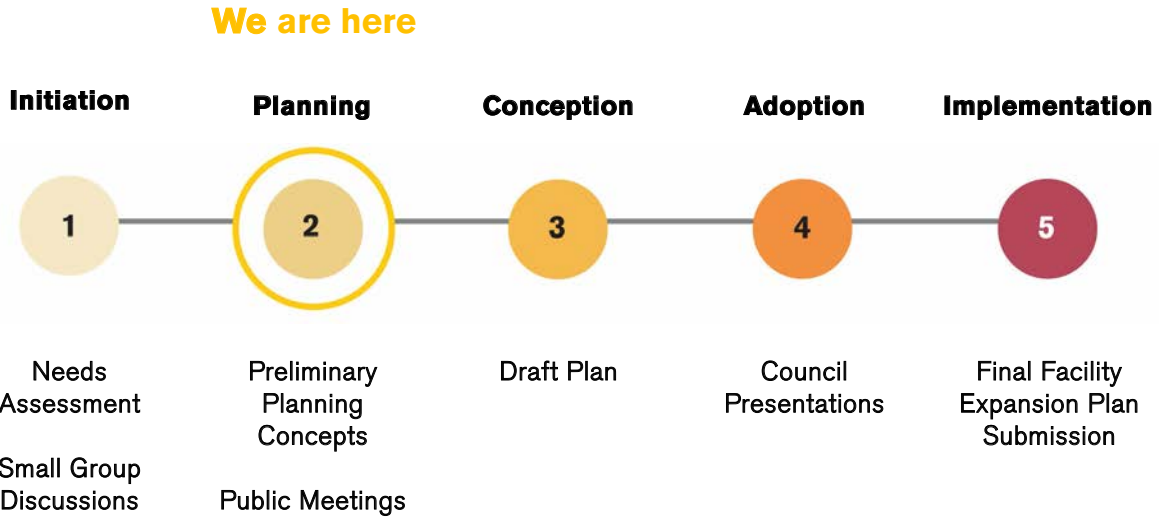 We are here
Initiation
Planning
Conception
Adoption
Implementation
1
2
3
4
5
Needs
Assessment
Small Group
Discussions
Preliminary
Planning
Concepts
Public Meetings
Draft Plan
Council
Presentations
Final Facility
Expansion Plan
Submission